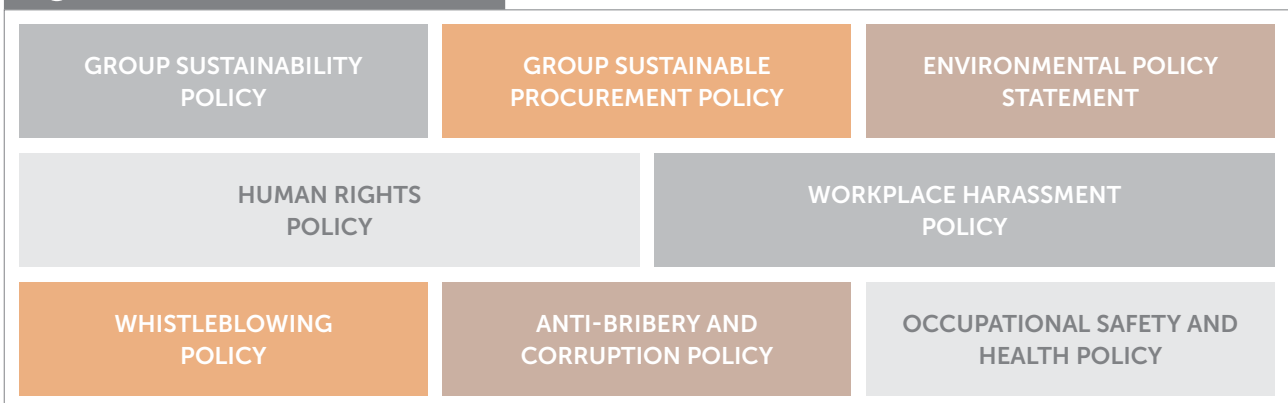 GROUP SUSTAINABILITY
POLICY
GROUP SUSTAINABLE
PROCUREMENT POLICY
ENVIRONMENTAL POLICY
STATEMENT
HUMAN RIGHTS
POLICY
WORKPLACE HARASSMENT
POLICY
WHISTLEBLOWING
POLICY
ANTI-BRIBERY AND
CORRUPTION POLICY
OCCUPATIONAL SAFETY AND
HEALTH POLICY